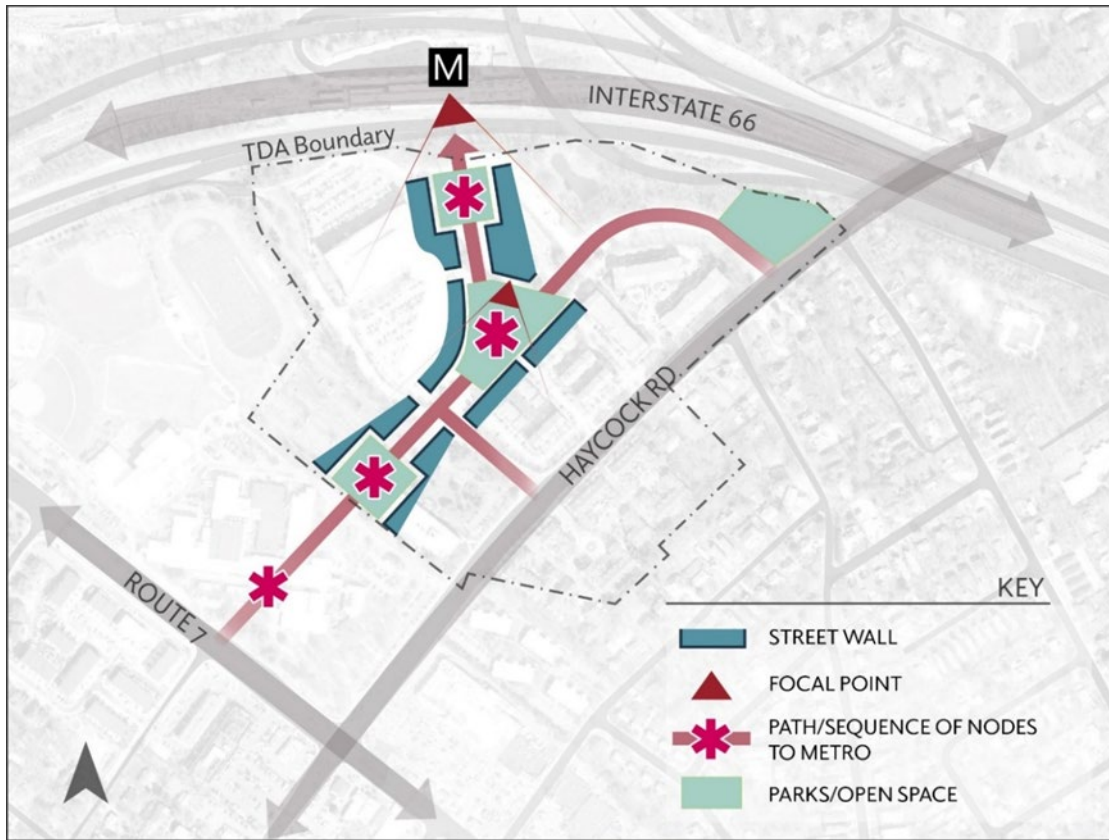 M
INTERSTATE 66
TDA Boundary
HAYCOCK RD
ROUTE 7
KEY
STREET WALL
FOCAL POINT
PATH/SEQUENCE OF NODES
TO METRO
PARKS/OPEN SPACE